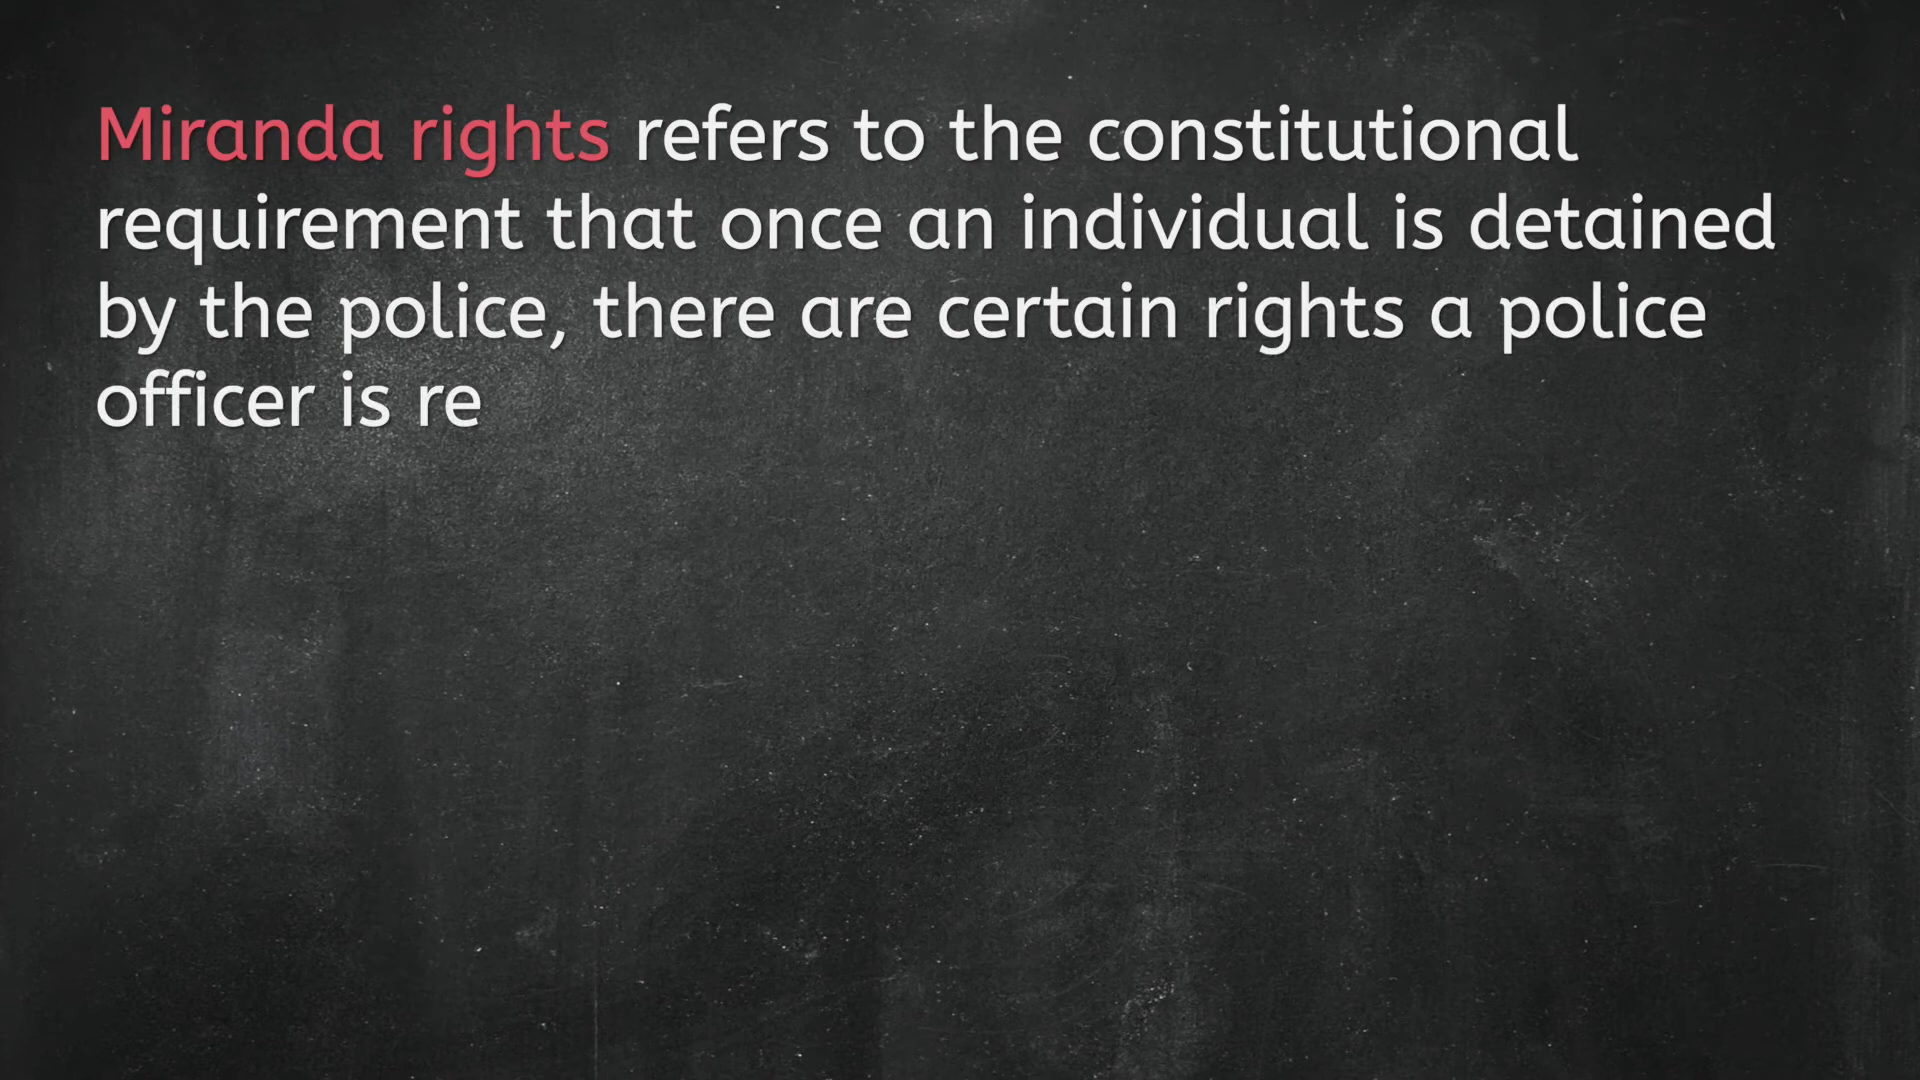 Miranda rights refers to the constitutional
requirement that once an individual is detained
by the police, there are certain rights a police
officer is re